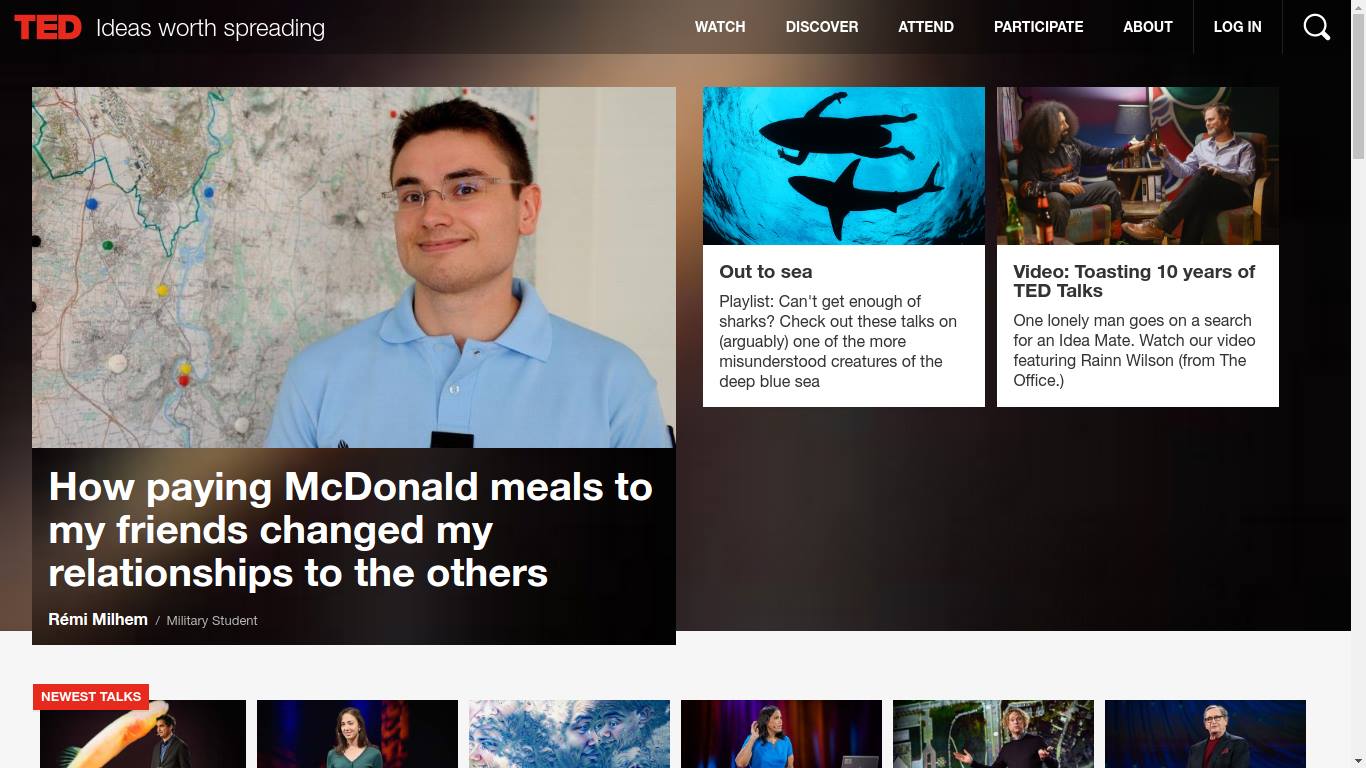 TED Ideas worth spreading
WATCH DISCOVER ATTEND PARTICIPATE ABOUT LOG IN
How paying McDonald meals to
my friends changed my
relationships to the others
Rémi Milhem / Military Student
Out to sea
Playlist: Can't get enough of
sharks? Check out these talks on
(arguably) one of the more
misunderstood creatures of the
deep blue sea
Video: Toasting 10 years of
TED Talks
One lonely man goes on a search
for an Idea Mate. Watch our video
featuring Rainn Wilson (from The
Office.)
NEWEST TALKS